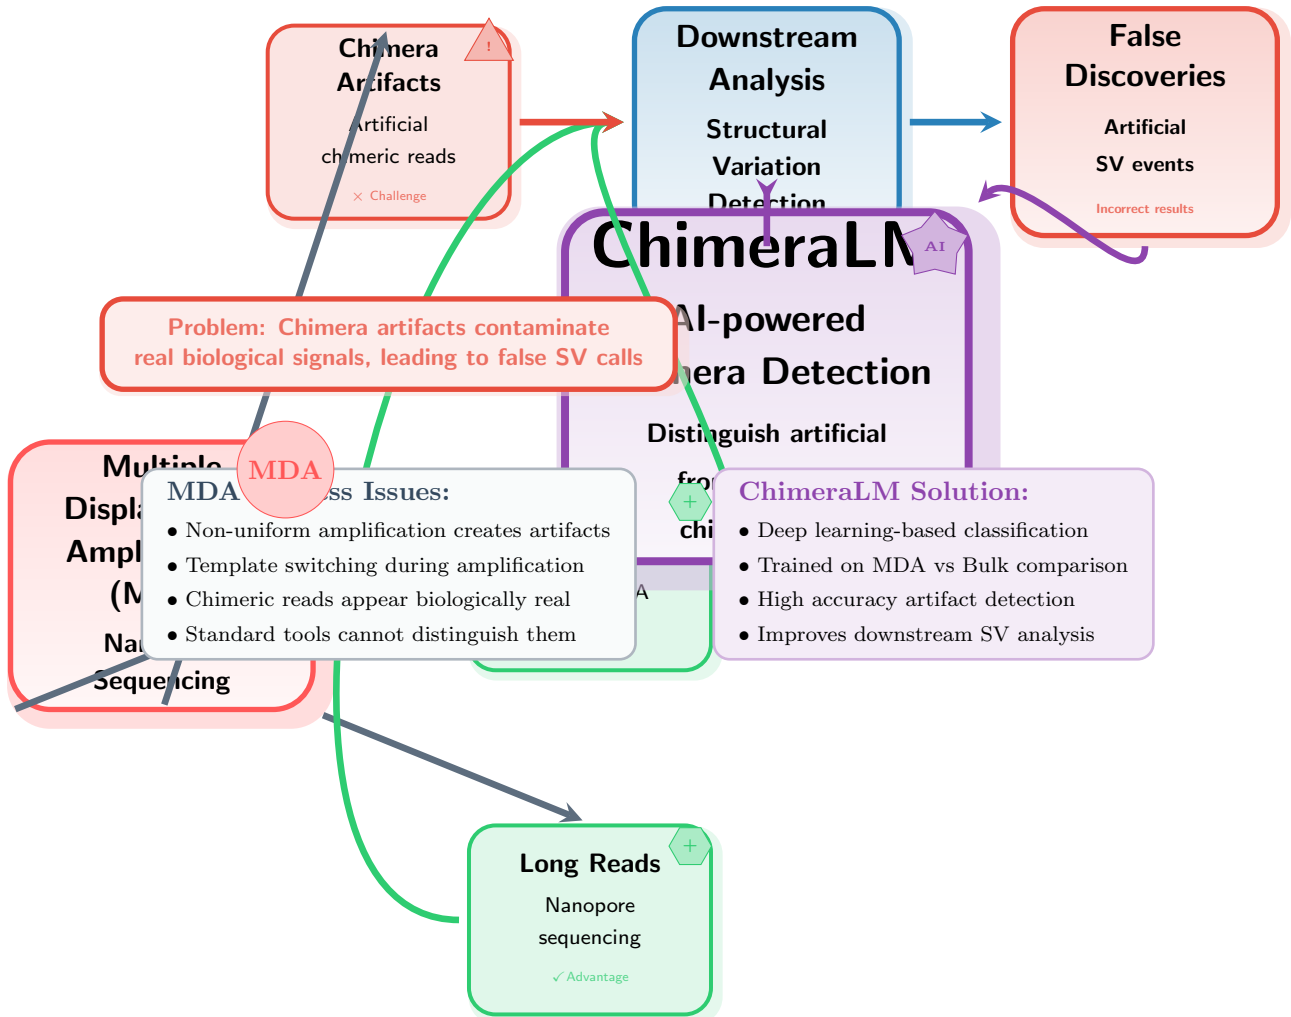 Chimera
Artifacts
Artificial
chimeric reads
× Challenge
!
Downstream
Analysis
Structural
Variation
Detection
False
Discoveries
Artificial
SV events
Incorrect results
ChimeraLM
AI
AI-powered
Detection
Distinguish artificial
Problem: Chimera artifacts contaminate
real biological signals, leading to false SV calls
Multiple
MDA
Sequencing
MDA Issues:
• Non-uniform amplification creates artifacts
• Template switching during amplification
• Chimeric reads appear biologically real
• Standard tools cannot distinguish them
+
A
ChimeraLM Solution:
• Deep learning-based classification
• Trained on MDA vs Bulk comparison
• High accuracy artifact detection
• Improves downstream SV analysis
+
Long Reads
Nanopore
sequencing
✓ Advantage